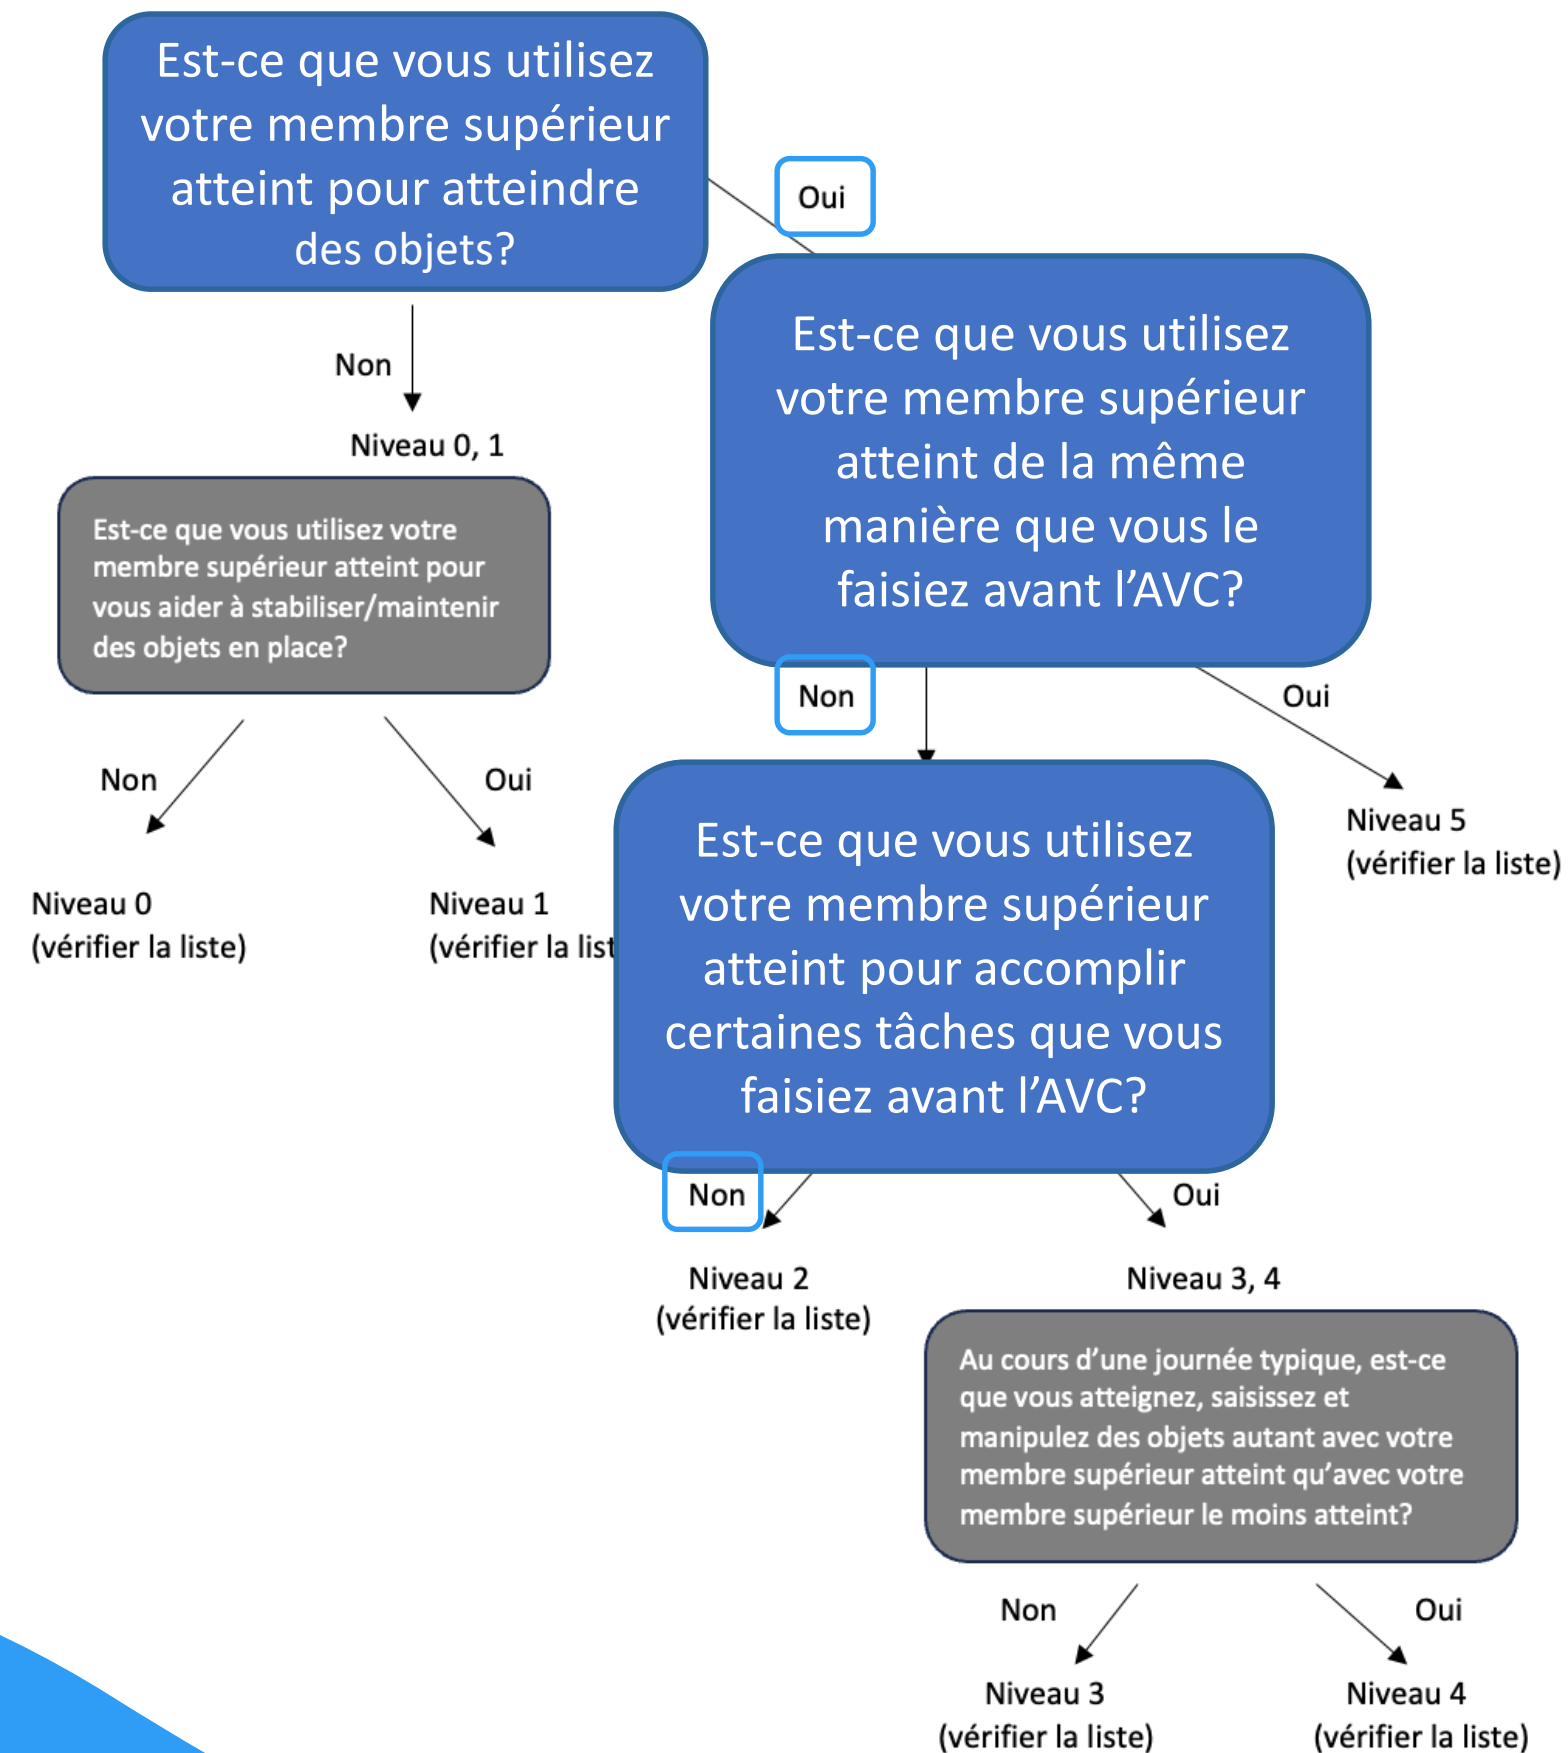 Est-ce que vous utilisez
votre membre supérieur
atteint pour atteindre
des objets?
Oui
Non
Niveau 0, 1
Est-ce que vous utilisez
votre membre supérieur
atteint de la même
manière que vous le
faisiez avant l'AVC?
Est-ce que vous utilisez votre
membre supérieur atteint pour
vous aider à stabiliser/maintenir
des objets en place?
Non
Oui
Non
Oui
Niveau 5
(vérifier la liste)
Niveau 0
(vérifier la liste)
Niveau 1
(vérifier la list
Est-ce que vous utilisez
votre membre supérieur
atteint pour accomplir
certaines tâches que vous
faisiez avant l'AVC?
Non
Oui
Niveau 2
(vérifier la liste)
Niveau 3, 4
Au cours d'une journée typique, est-ce
que vous atteignez, saisissez et
manipulez des objets autant avec votre
membre supérieur atteint qu'avec votre
membre supérieur le moins atteint?
Non
Oui
Niveau 3
(vérifier la liste)
Niveau 4
(vérifier la liste)